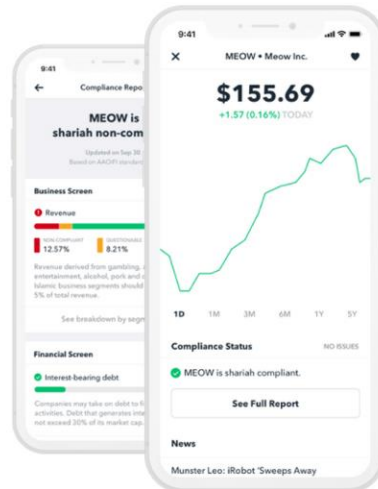 9:41
Compliance Repo
MEOW is
shariah non-com
Updated on Sep 30
Based on AAOIFI standard
Business Screen
Revenue
NON-COMPLIANT
12.57%
QUESTIONABLE
8.21%
Revenue derived from gambling,
entertainment, alcohol, pork and
Islamic business segments should
5% of total revenue.
See breakdown by segm
Financial Screen
Interest-bearing debt
Companies may take on debt to f
activities. Debt that generates inte
not exceed 30% of its market cap.
9:41
MEOW • Meow Inc.
$155.69
+1.57 (0.16%) TODAY
1D 1M 3M 6M 1Y 5Y
Compliance Status NO ISSUES
MEOW is shariah compliant.
See Full Report
News
Munster Leo: iRobot 'Sweeps Away